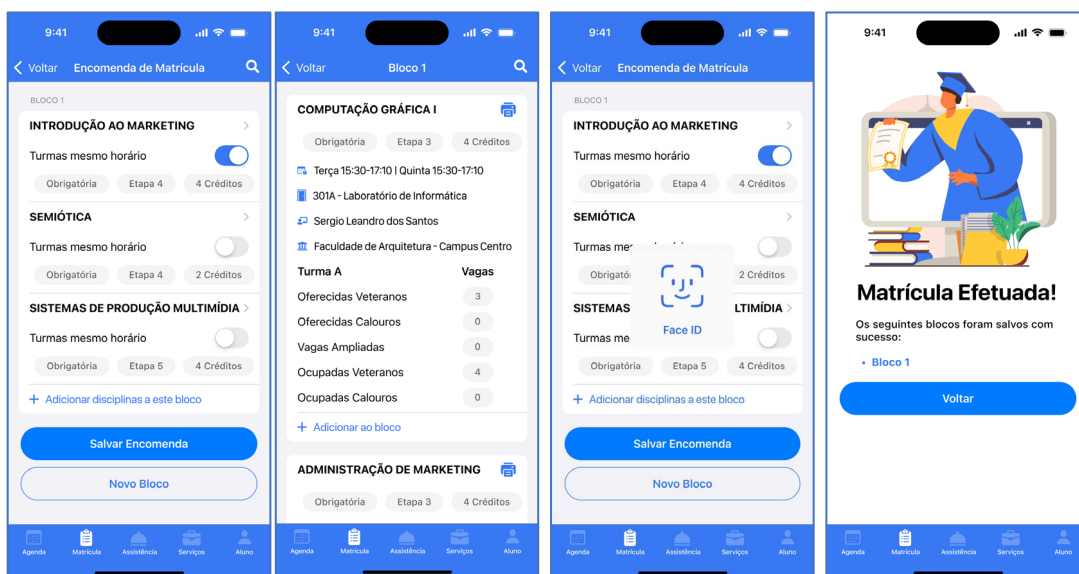 9:41
Voltar Encomenda de Matrícula
BLOCO 1
INTRODUÇÃO AO MARKETING
Turmas mesmo horário
Obrigatória Etapa 4 4 Créditos
SEMIÓTICA
Turmas mesmo horário
Obrigatória Etapa 4 2 Créditos
SISTEMAS DE PRODUÇÃO MULTIMÍDIA
Turmas mesmo horário
Obrigatória Etapa 5 4 Créditos
+ Adicionar disciplinas a este bloco
Salvar Encomenda
Novo Bloco
Agenda Matrícula Assistência Serviços Aluno
9:41
Voltar Bloco 1
COMPUTAÇÃO GRÁFICA I
Obrigatória Etapa 3 4 Créditos
Terça 15:30-17:10 | Quinta 15:30-17:10
301A - Laboratório de Informática
Sergio Leandro dos Santos
Faculdade de Arquitetura - Campus Centro
Turma A Vagas
Oferecidas Veteranos 3
Oferecidas Calouros 0
Vagas Ampliadas 0
Ocupadas Veteranos 4
Ocupadas Calouros 0
+ Adicionar ao bloco
ADMINISTRAÇÃO DE MARKETING
Obrigatória Etapa 3 4 Créditos
Agenda Matrícula Assistência Serviços Aluno
9:41
Voltar Encomenda de Matrícula
BLOCO 1
INTRODUÇÃO AO MARKETING
Turmas mesmo horário
Obrigatória Etapa 4 4 Créditos
SEMIÓTICA
Turmas
Obrigató 2 Créditos
SISTEMAS LTIMÍDIA
Face ID
Turmas me
Obrigatória Etapa 5 4 Créditos
+ Adicionar disciplinas a este bloco
Salvar Encomenda
Novo Bloco
Agenda Matrícula Assistência Serviços Aluno
9:41
Matrícula Efetuada!
Os seguintes blocos foram salvos com
sucesso:
• Bloco 1
Voltar
Agenda Matrícula Assistência Serviços Aluno